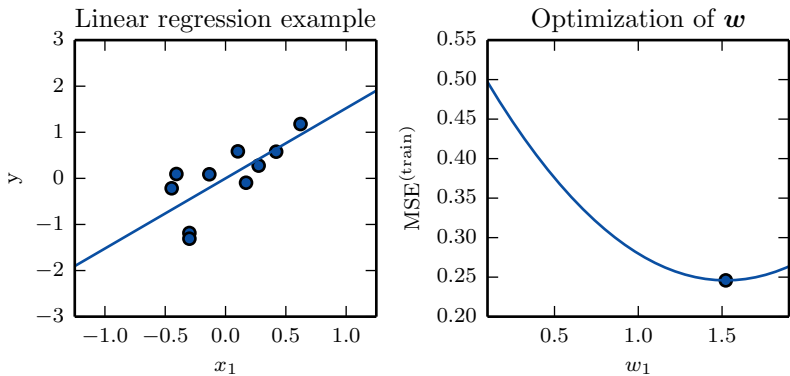 Linear regression example
3
2
1
0
−1
−2
−3
y
−1.0 −0.5 0.0 0.5 1.0
x₁
Optimization of w
0.55
0.50
0.45
0.40
0.35
0.30
0.25
0.20
MSE⁽ᵗʳᵃⁱⁿ⁾
0.5 1.0 1.5
w₁